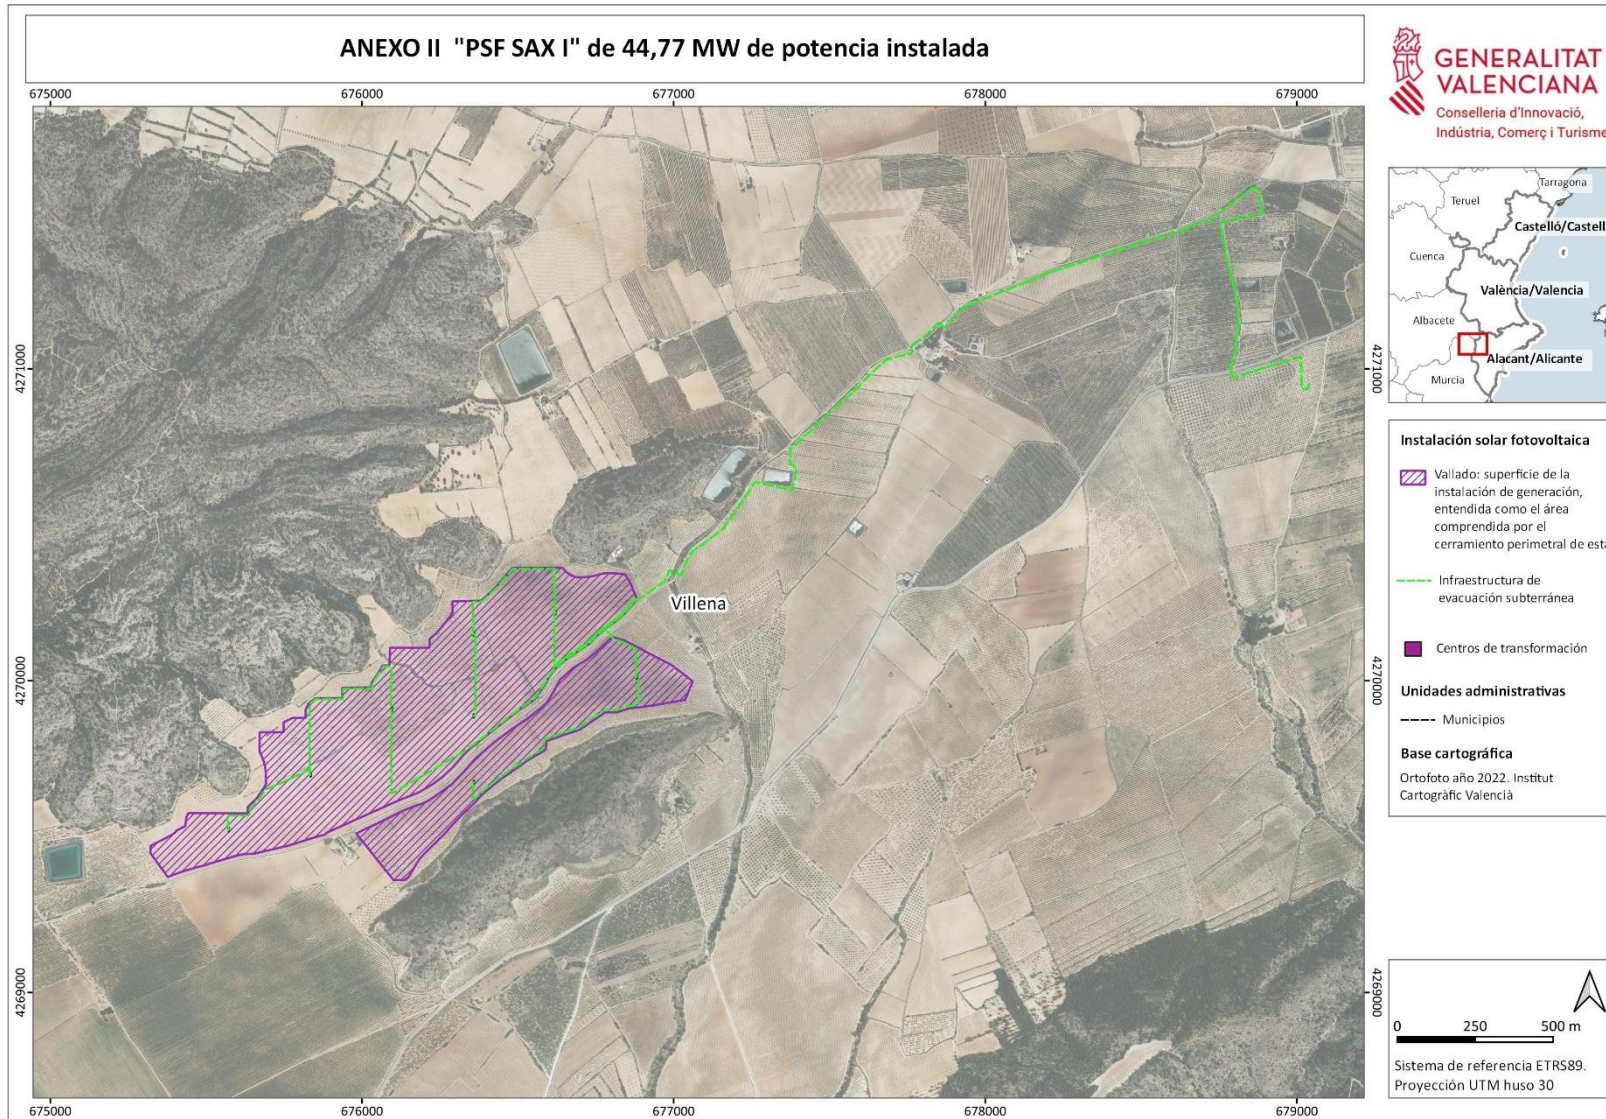 ANEXO II "PSF SAX I" de 44,77 MW de potencia instalada
GENERALITAT
VALENCIANA
Conselleria d'Innovació,
Indústria, Comerç i Turisme
675000 676000 677000 678000 679000
4271000
4270000
4269000
Villena
4271000
4270000
4269000
675000 676000 677000 678000 679000
Tarragona
Teruel
Castelló/Castell
Cuenca
València/Valencia
Albacete
Alacant/Alicante
Murcia
Instalación solar fotovoltaica
Vallado: superficie de la
instalación de generación,
entendida como el área
comprendida por el
cerramiento perimetral de esta
Infraestructura de
evacuación subterránea
Centros de transformación
Unidades administrativas
Municipios
Base cartográfica
Ortofoto año 2022. Institut
Cartogràfic Valencià
0 250 500 m
Sistema de referencia ETRS89.
Proyección UTM huso 30